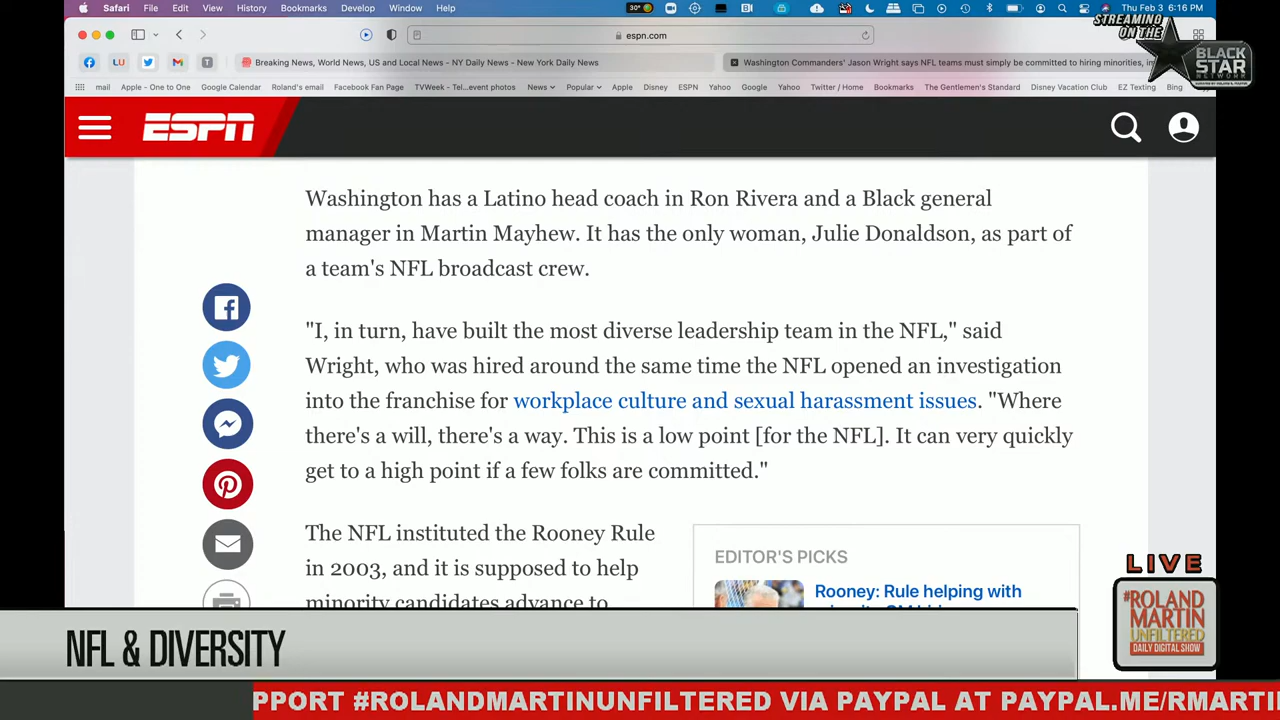 Safari File Edit View History Bookmarks Develop Window Help 30° Thu Feb 3 6:16 PM
STREAMING ON THE
BLACK STAR NETWORK
espn.com
Breaking News, World News, US and Local News - NY Daily News - New York Daily News
Washington Commanders' Jason Wright says NFL teams must simply be committed to hiring minorities, in
mail Apple - One to One Google Calendar Roland's email Facebook Fan Page TVWeek - Tel...event photos News Popular Apple Disney ESPN Yahoo Google Yahoo Twitter / Home Bookmarks The Gentlemen's Standard Disney Vacation Club EZ Texting Bing
ESPN
Washington has a Latino head coach in Ron Rivera and a Black general
manager in Martin Mayhew. It has the only woman, Julie Donaldson, as part of
a team's NFL broadcast crew.
"I, in turn, have built the most diverse leadership team in the NFL," said
Wright, who was hired around the same time the NFL opened an investigation
into the franchise for workplace culture and sexual harassment issues. "Where
there's a will, there's a way. This is a low point [for the NFL]. It can very quickly
get to a high point if a few folks are committed."
The NFL instituted the Rooney Rule
in 2003, and it is supposed to help
minority candidates advance to
EDITOR'S PICKS
Rooney: Rule helping with
LIVE
#ROLAND
MARTIN
UNFILTERED
DAILY DIGITAL SHOW
NFL & DIVERSITY
PPORT #ROLANDMARTINUNFILTERED VIA PAYPAL AT PAYPAL.ME/RMARTIN